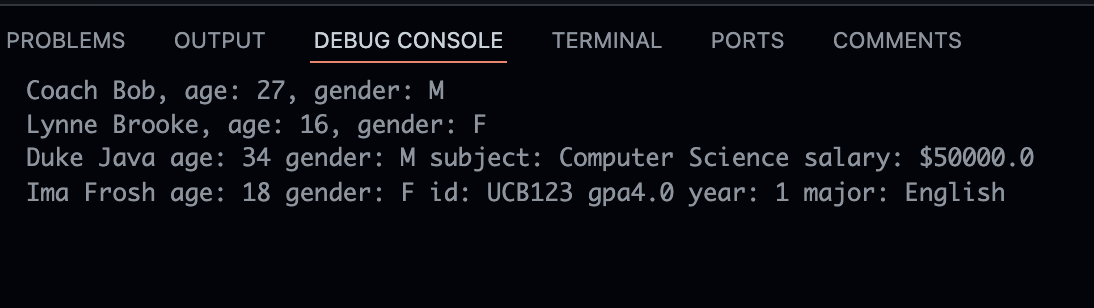 PROBLEMS OUTPUT DEBUG CONSOLE TERMINAL PORTS COMMENTS
Coach Bob, age: 27, gender: M
Lynne Brooke, age: 16, gender: F
Duke Java age: 34 gender: M subject: Computer Science salary: $50000.0
Ima Frosh age: 18 gender: F id: UCB123 gpa4.0 year: 1 major: English